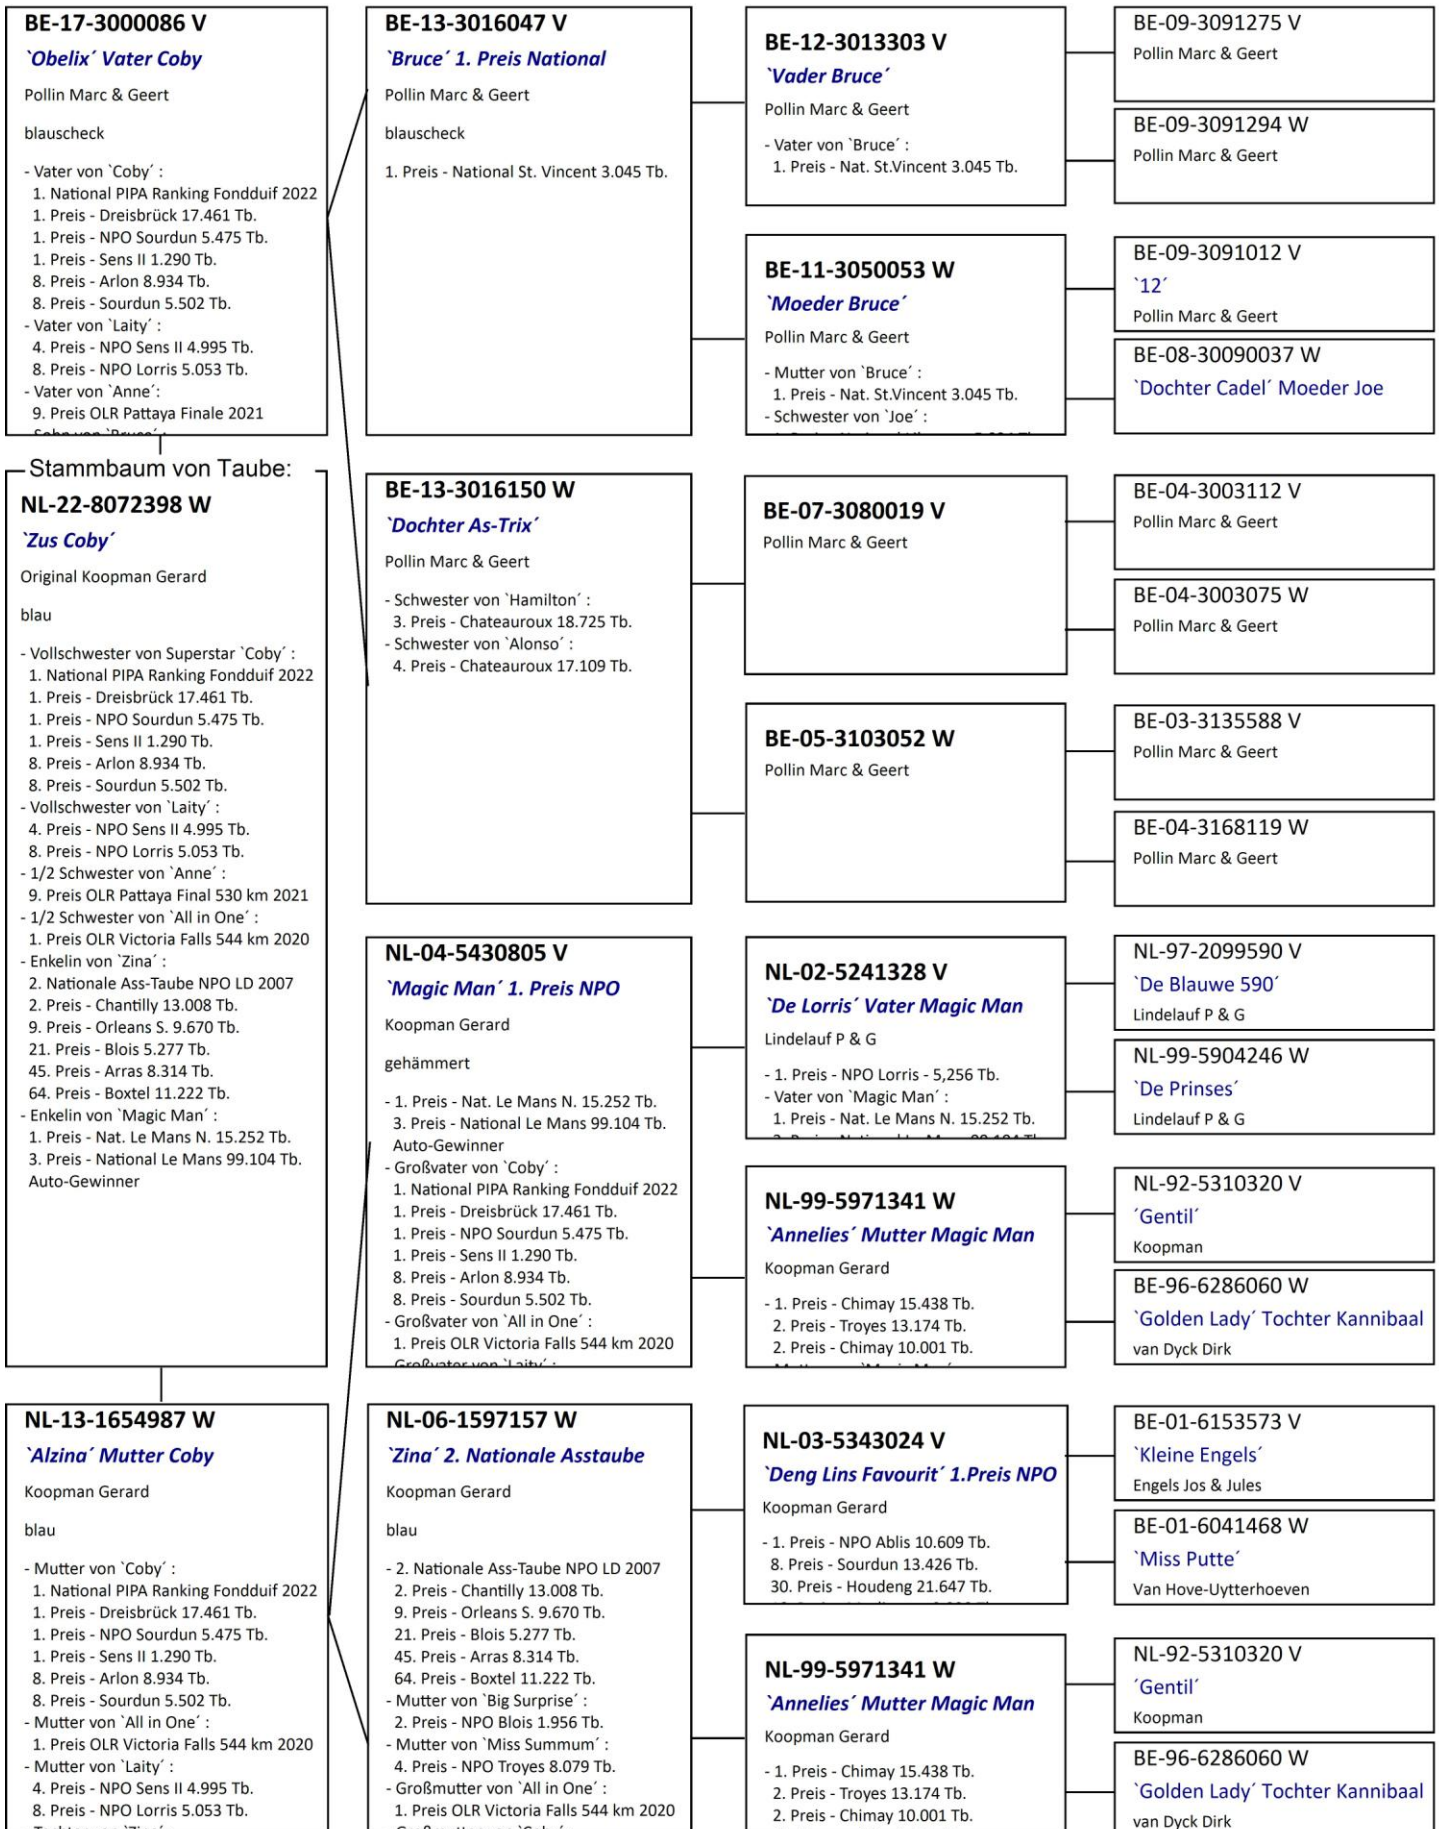 BE-17-3000086 V
`Obelix´ Vater Coby
Pollin Marc & Geert
blauscheck
- Vater von `Coby´ :
1. National PIPA Ranking Fondduif 2022
1. Preis - Dreisbrück 17.461 Tb.
1. Preis - NPO Sourdun 5.475 Tb.
1. Preis - Sens II 1.290 Tb.
8. Preis - Arlon 8.934 Tb.
8. Preis - Sourdun 5.502 Tb.
- Vater von `Laity´ :
4. Preis - NPO Sens II 4.995 Tb.
8. Preis - NPO Lorris 5.053 Tb.
- Vater von `Anne´:
9. Preis OLR Pattaya Finale 2021
Stammbaum von Taube:
NL-22-8072398 W
`Zus Coby´
Original Koopman Gerard
blau
- Vollschwester von Superstar `Coby´ :
1. National PIPA Ranking Fondduif 2022
1. Preis - Dreisbrück 17.461 Tb.
1. Preis - NPO Sourdun 5.475 Tb.
1. Preis - Sens II 1.290 Tb.
8. Preis - Arlon 8.934 Tb.
8. Preis - Sourdun 5.502 Tb.
- Vollschwester von `Laity´ :
4. Preis - NPO Sens II 4.995 Tb.
8. Preis - NPO Lorris 5.053 Tb.
- 1/2 Schwester von `Anne´ :
9. Preis OLR Pattaya Final 530 km 2021
- 1/2 Schwester von `All in One´ :
1. Preis OLR Victoria Falls 544 km 2020
- Enkelin von `Zina´ :
2. Nationale Ass-Taube NPO LD 2007
2. Preis - Chantilly 13.008 Tb.
9. Preis - Orleans S. 9.670 Tb.
21. Preis - Blois 5.277 Tb.
45. Preis - Arras 8.314 Tb.
64. Preis - Boxtel 11.222 Tb.
- Enkelin von `Magic Man´ :
1. Preis - Nat. Le Mans N. 15.252 Tb.
3. Preis - National Le Mans 99.104 Tb.
Auto-Gewinner
NL-13-1654987 W
`Alzina´ Mutter Coby
Koopman Gerard
blau
- Mutter von `Coby´ :
1. National PIPA Ranking Fondduif 2022
1. Preis - Dreisbrück 17.461 Tb.
1. Preis - NPO Sourdun 5.475 Tb.
1. Preis - Sens II 1.290 Tb.
8. Preis - Arlon 8.934 Tb.
8. Preis - Sourdun 5.502 Tb.
- Mutter von `All in One´ :
1. Preis OLR Victoria Falls 544 km 2020
- Mutter von `Laity´ :
4. Preis - NPO Sens II 4.995 Tb.
8. Preis - NPO Lorris 5.053 Tb.
BE-13-3016047 V
`Bruce´ 1. Preis National
Pollin Marc & Geert
blauscheck
1. Preis - National St. Vincent 3.045 Tb.
BE-13-3016150 W
`Dochter As-Trix´
Pollin Marc & Geert
- Schwester von `Hamilton´ :
3. Preis - Chateauroux 18.725 Tb.
- Schwester von `Alonso´ :
4. Preis - Chateauroux 17.109 Tb.
NL-04-5430805 V
`Magic Man´ 1. Preis NPO
Koopman Gerard
gehämmert
- 1. Preis - Nat. Le Mans N. 15.252 Tb.
3. Preis - National Le Mans 99.104 Tb.
Auto-Gewinner
- Großvater von `Coby´ :
1. National PIPA Ranking Fondduif 2022
1. Preis - Dreisbrück 17.461 Tb.
1. Preis - NPO Sourdun 5.475 Tb.
1. Preis - Sens II 1.290 Tb.
8. Preis - Arlon 8.934 Tb.
8. Preis - Sourdun 5.502 Tb.
- Großvater von `All in One´ :
1. Preis OLR Victoria Falls 544 km 2020
NL-06-1597157 W
`Zina´ 2. Nationale Asstaube
Koopman Gerard
blau
- 2. Nationale Ass-Taube NPO LD 2007
2. Preis - Chantilly 13.008 Tb.
9. Preis - Orleans S. 9.670 Tb.
21. Preis - Blois 5.277 Tb.
45. Preis - Arras 8.314 Tb.
64. Preis - Boxtel 11.222 Tb.
- Mutter von `Big Surprise´ :
2. Preis - NPO Blois 1.956 Tb.
- Mutter von `Miss Summum´ :
4. Preis - NPO Troyes 8.079 Tb.
- Großmutter von `All in One´ :
1. Preis OLR Victoria Falls 544 km 2020
BE-12-3013303 V
`Vader Bruce´
Pollin Marc & Geert
- Vater von `Bruce´ :
1. Preis - Nat. St.Vincent 3.045 Tb.
BE-11-3050053 W
`Moeder Bruce´
Pollin Marc & Geert
- Mutter von `Bruce´ :
1. Preis - Nat. St.Vincent 3.045 Tb.
- Schwester von `Joe´ :
BE-07-3080019 V
Pollin Marc & Geert
BE-05-3103052 W
Pollin Marc & Geert
NL-02-5241328 V
`De Lorris´ Vater Magic Man
Lindelauf P & G
- 1. Preis - NPO Lorris - 5,256 Tb.
- Vater von `Magic Man´ :
1. Preis - Nat. Le Mans N. 15.252 Tb.
NL-99-5971341 W
`Annelies´ Mutter Magic Man
Koopman Gerard
- 1. Preis - Chimay 15.438 Tb.
2. Preis - Troyes 13.174 Tb.
2. Preis - Chimay 10.001 Tb.
NL-03-5343024 V
`Deng Lins Favourit´ 1.Preis NPO
Koopman Gerard
- 1. Preis - NPO Ablis 10.609 Tb.
8. Preis - Sourdun 13.426 Tb.
30. Preis - Houdeng 21.647 Tb.
NL-99-5971341 W
`Annelies´ Mutter Magic Man
Koopman Gerard
- 1. Preis - Chimay 15.438 Tb.
2. Preis - Troyes 13.174 Tb.
2. Preis - Chimay 10.001 Tb.
BE-09-3091275 V
Pollin Marc & Geert
BE-09-3091294 W
Pollin Marc & Geert
BE-09-3091012 V
`12´
Pollin Marc & Geert
BE-08-30090037 W
`Dochter Cadel´ Moeder Joe
BE-04-3003112 V
Pollin Marc & Geert
BE-04-3003075 W
Pollin Marc & Geert
BE-03-3135588 V
Pollin Marc & Geert
BE-04-3168119 W
Pollin Marc & Geert
NL-97-2099590 V
`De Blauwe 590´
Lindelauf P & G
NL-99-5904246 W
`De Prinses´
Lindelauf P & G
NL-92-5310320 V
´Gentil´
Koopman
BE-96-6286060 W
`Golden Lady´ Tochter Kannibaal
van Dyck Dirk
BE-01-6153573 V
`Kleine Engels´
Engels Jos & Jules
BE-01-6041468 W
`Miss Putte´
Van Hove-Uytterhoeven
NL-92-5310320 V
´Gentil´
Koopman
BE-96-6286060 W
`Golden Lady´ Tochter Kannibaal
van Dyck Dirk